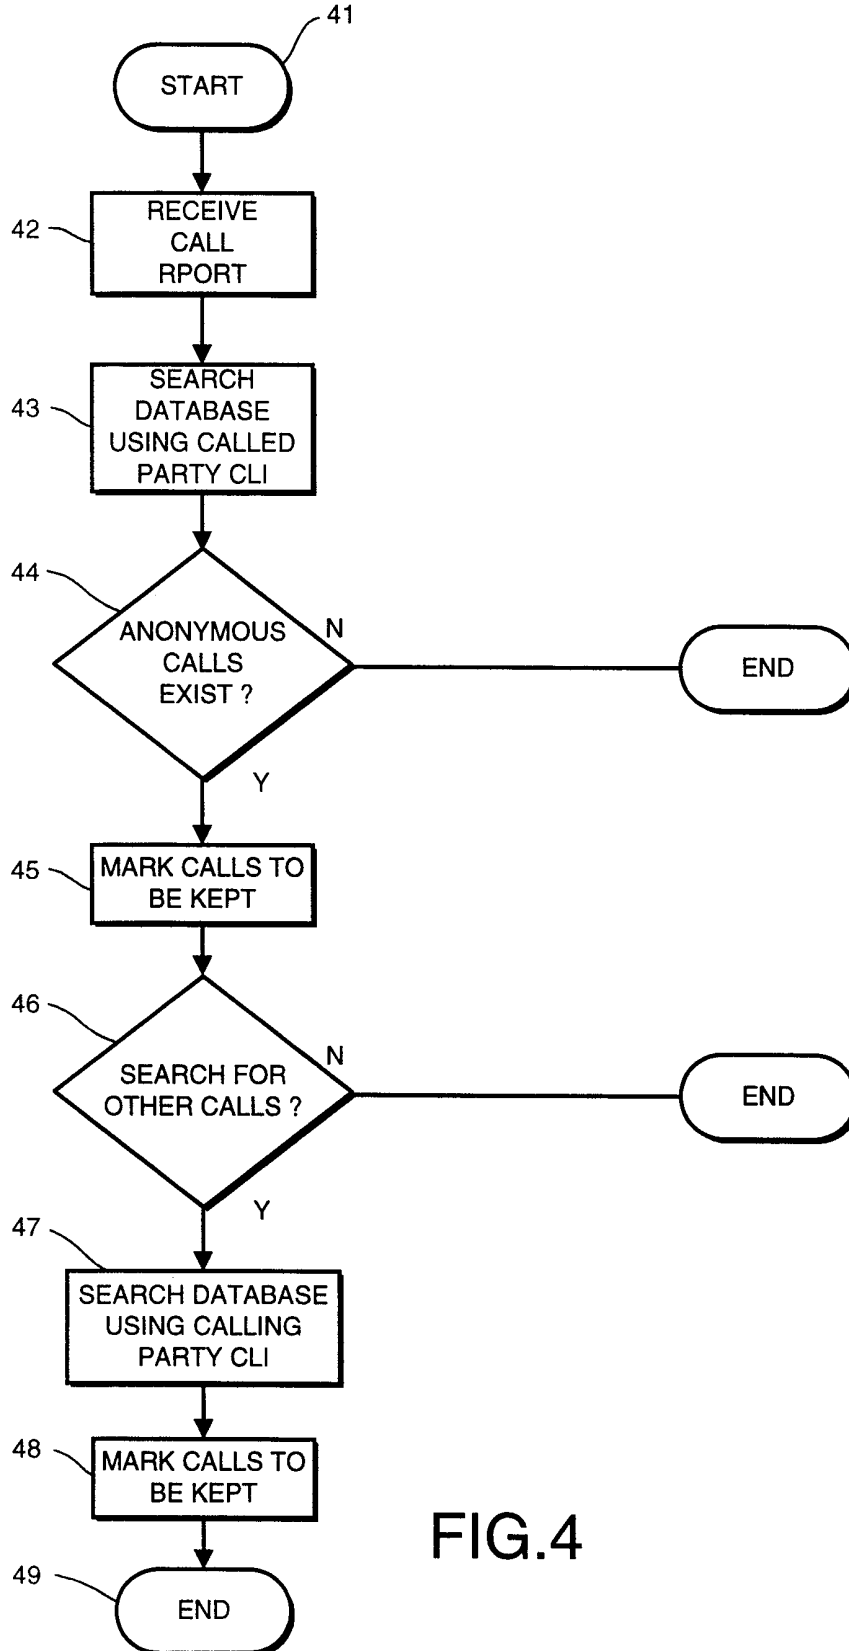 41
START
42
RECEIVE
CALL
RPORT
43
SEARCH
DATABASE
USING CALLED
PARTY CLI
44
ANONYMOUS
CALLS
EXIST ?
N
END
Y
45
MARK CALLS TO
BE KEPT
46
SEARCH FOR
OTHER CALLS ?
N
END
Y
47
SEARCH DATABASE
USING CALLING
PARTY CLI
48
MARK CALLS TO
BE KEPT
FIG.4
49
END